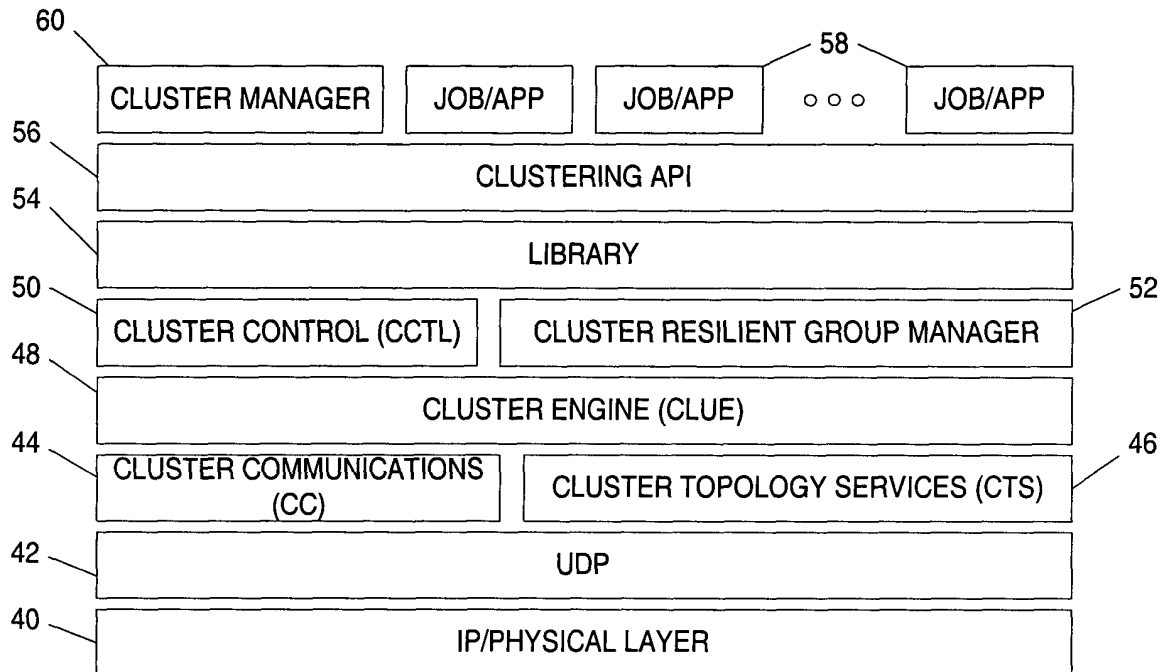 60
58
CLUSTER MANAGER
JOB/APP
JOB/APP
JOB/APP
56
CLUSTERING API
54
LIBRARY
50
52
CLUSTER CONTROL (CCTL)
CLUSTER RESILIENT GROUP MANAGER
48
CLUSTER ENGINE (CLUE)
44
46
CLUSTER COMMUNICATIONS
(CC)
CLUSTER TOPOLOGY SERVICES (CTS)
42
UDP
40
IP/PHYSICAL LAYER